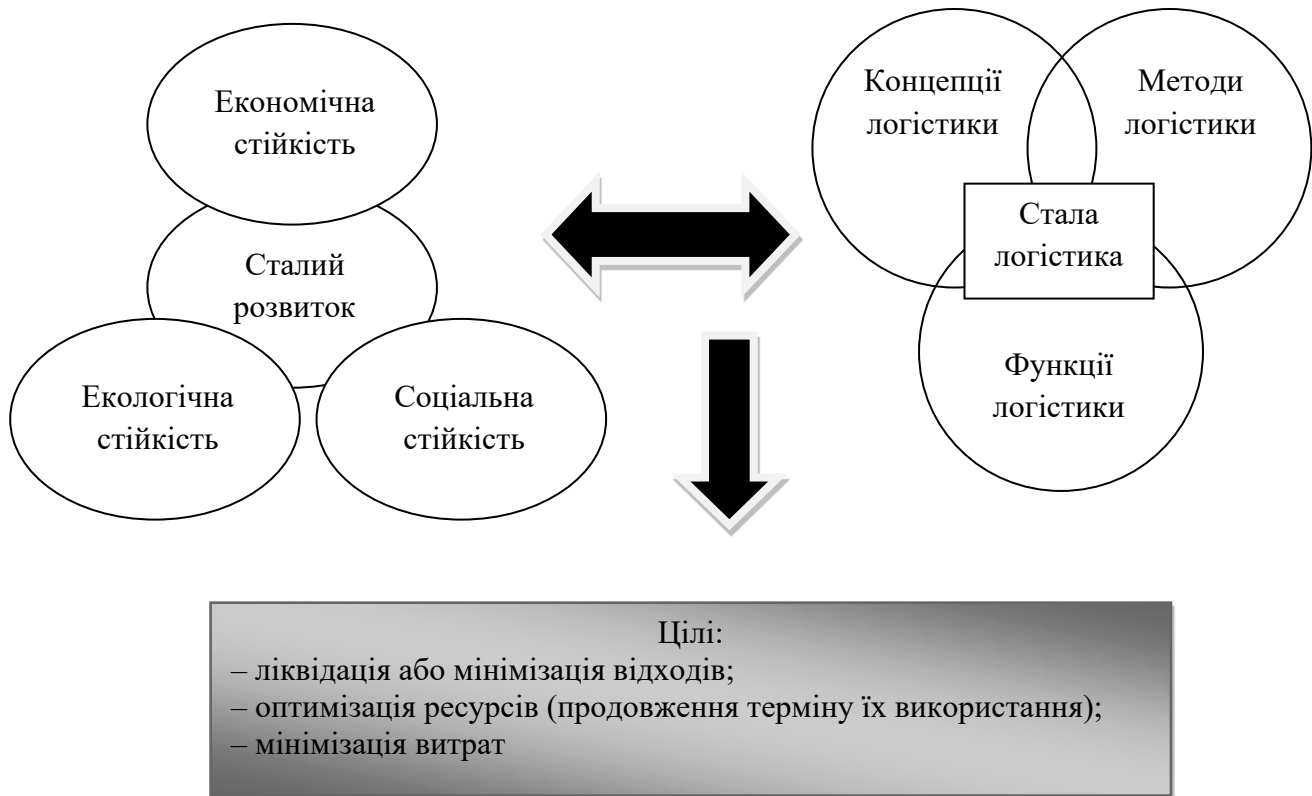 Економічна
стійкість
Сталий
розвиток
Екологічна
стійкість
Соціальна
стійкість
Концепції
логістики
Методи
логістики
Стала
логістика
Функції
логістики
Цілі:
– ліквідація або мінімізація відходів;
– оптимізація ресурсів (продовження терміну їх використання);
– мінімізація витрат